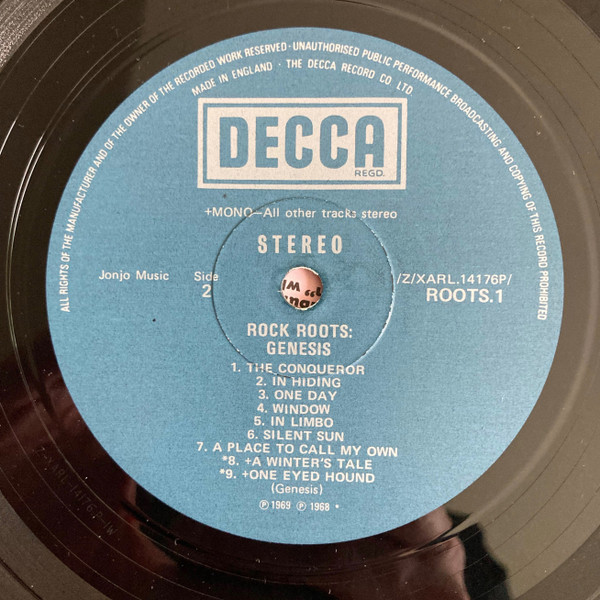 ALL RIGHTS OF THE MANUFACTURER AND OF THE OWNER OF THE RECORDED WORK RESERVED · UNAUTHORISED PUBLIC PERFORMANCE BROADCASTING AND COPYING OF THIS RECORD PROHIBITED
MADE IN ENGLAND · THE DECCA RECORD CO LTD.
DECCA
REGD.
+MONO—All other tracks stereo
STEREO
Jonjo Music Side /Z/XARL.14176P/
2 ROOTS.1
ROCK ROOTS:
GENESIS
1. THE CONQUEROR
2. IN HIDING
3. ONE DAY
4. WINDOW
5. IN LIMBO
6. SILENT SUN
7. A PLACE TO CALL MY OWN
*8. +A WINTER'S TALE
*9. +ONE EYED HOUND
(Genesis)
℗ 1969 ℗ 1968 *